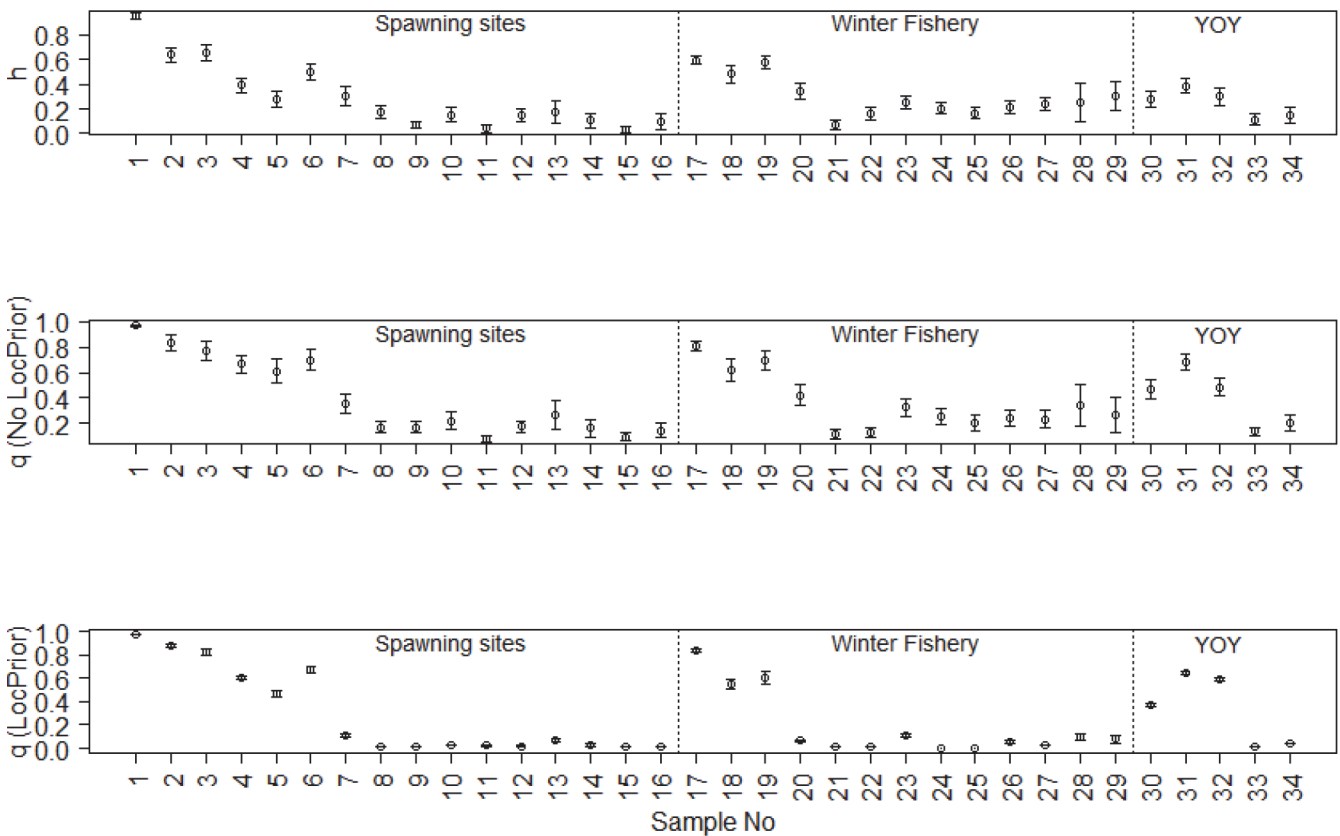 Spawning sites Winter Fishery YOY
h
0.8
0.6
0.4
0.2
0.0
1 2 3 4 5 6 7 8 9 10 11 12 13 14 15 16 17 18 19 20 21 22 23 24 25 26 27 28 29 30 31 32 33 34
Spawning sites Winter Fishery YOY
q (No LocPrior)
1.0
0.8
0.6
0.4
0.2
1 2 3 4 5 6 7 8 9 10 11 12 13 14 15 16 17 18 19 20 21 22 23 24 25 26 27 28 29 30 31 32 33 34
Spawning sites Winter Fishery YOY
q (LocPrior)
1.0
0.8
0.6
0.4
0.2
0.0
1 2 3 4 5 6 7 8 9 10 11 12 13 14 15 16 17 18 19 20 21 22 23 24 25 26 27 28 29 30 31 32 33 34
Sample No